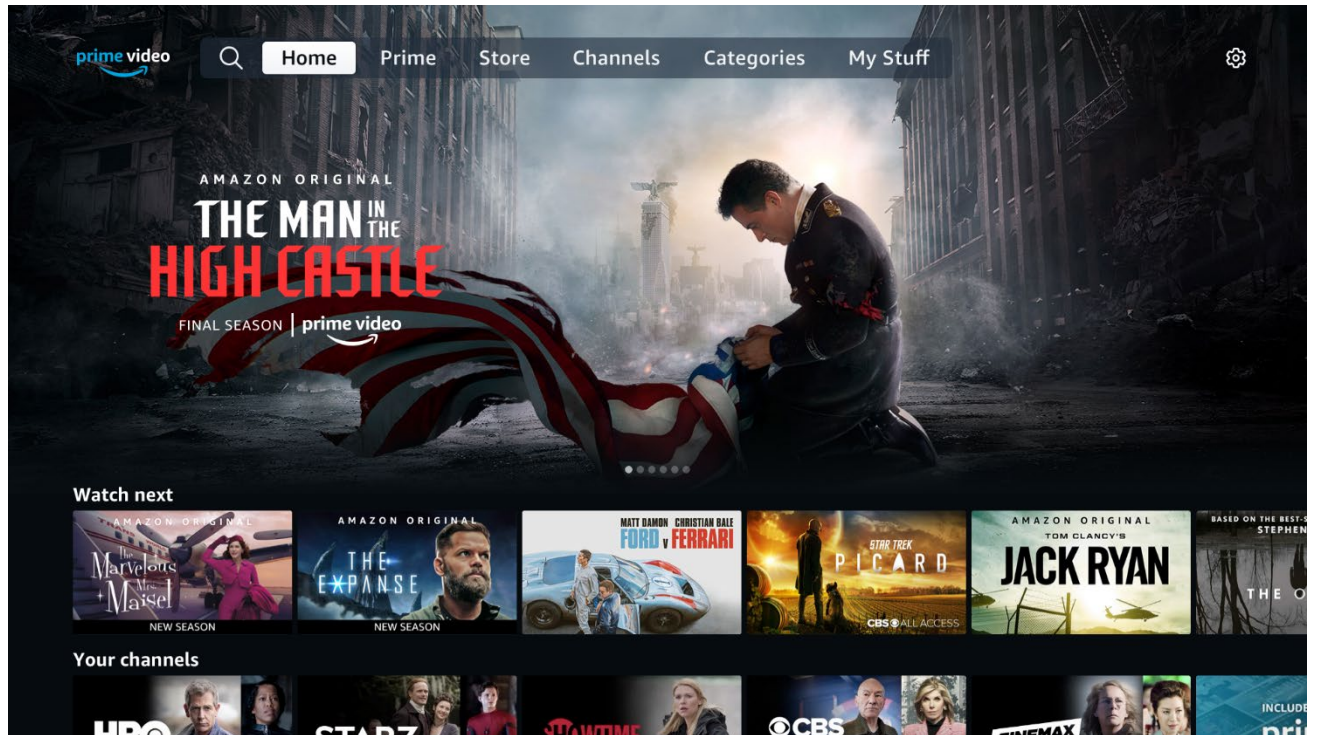 prime video
Home
Prime
Store
Channels
Categories
My Stuff
AMAZON ORIGINAL
THE MAN IN THE
HIGH CASTLE
FINAL SEASON | prime video
Watch next
AMAZON ORIGINAL
The
Marvelous
Mrs.
Maisel
NEW SEASON
AMAZON ORIGINAL
THE
EXPANSE
NEW SEASON
MATT DAMON CHRISTIAN BALE
FORD v FERRARI
STAR TREK
PICARD
CBS ALL ACCESS
AMAZON ORIGINAL
TOM CLANCY'S
JACK RYAN
BASED ON THE BEST-S
STEPHEN
THE O
Your channels
HBO
STARZ
SHOWTIME
CBS
CINEMAX
INCLUDE
pri